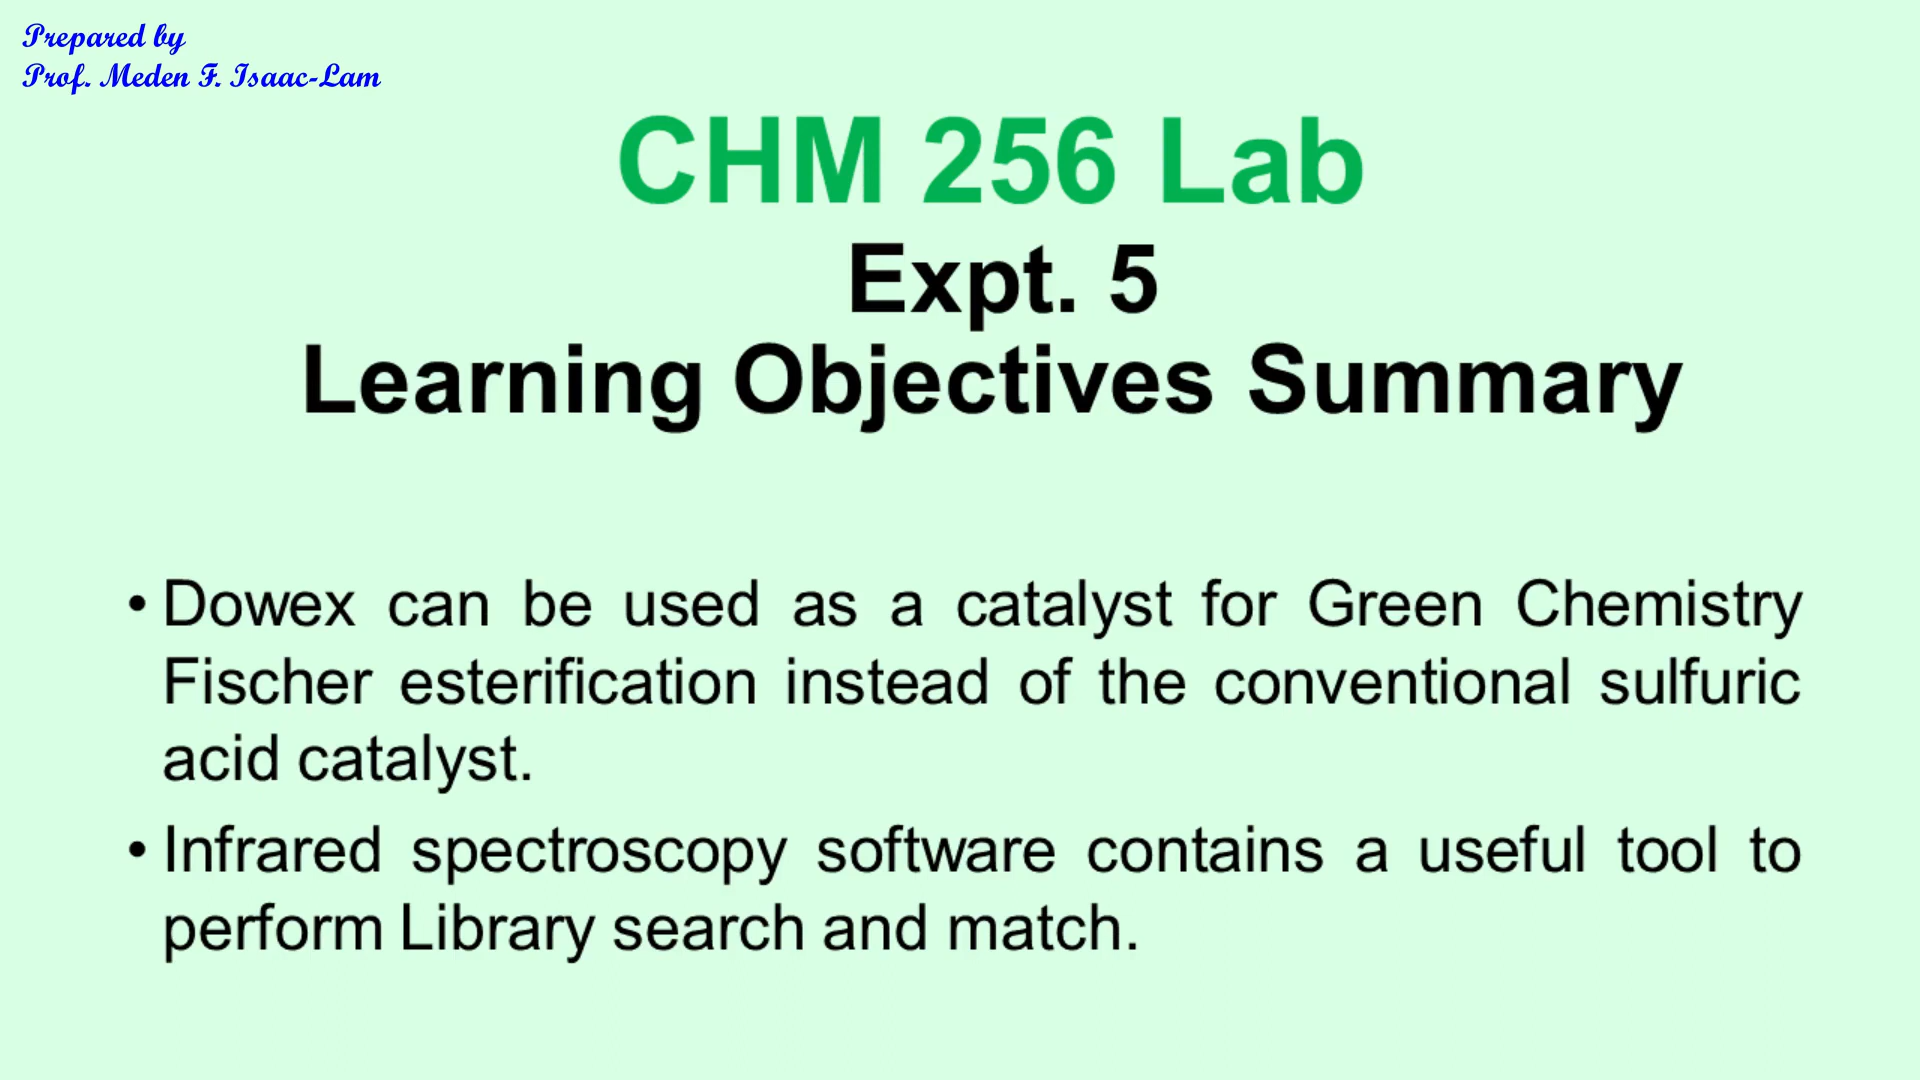 Prepared by
Prof. Meden F. Isaac-Lam
CHM 256 Lab
Expt. 5
Learning Objectives Summary
• Dowex can be used as a catalyst for Green Chemistry
Fischer esterification instead of the conventional sulfuric
acid catalyst.
• Infrared spectroscopy software contains a useful tool to
perform Library search and match.